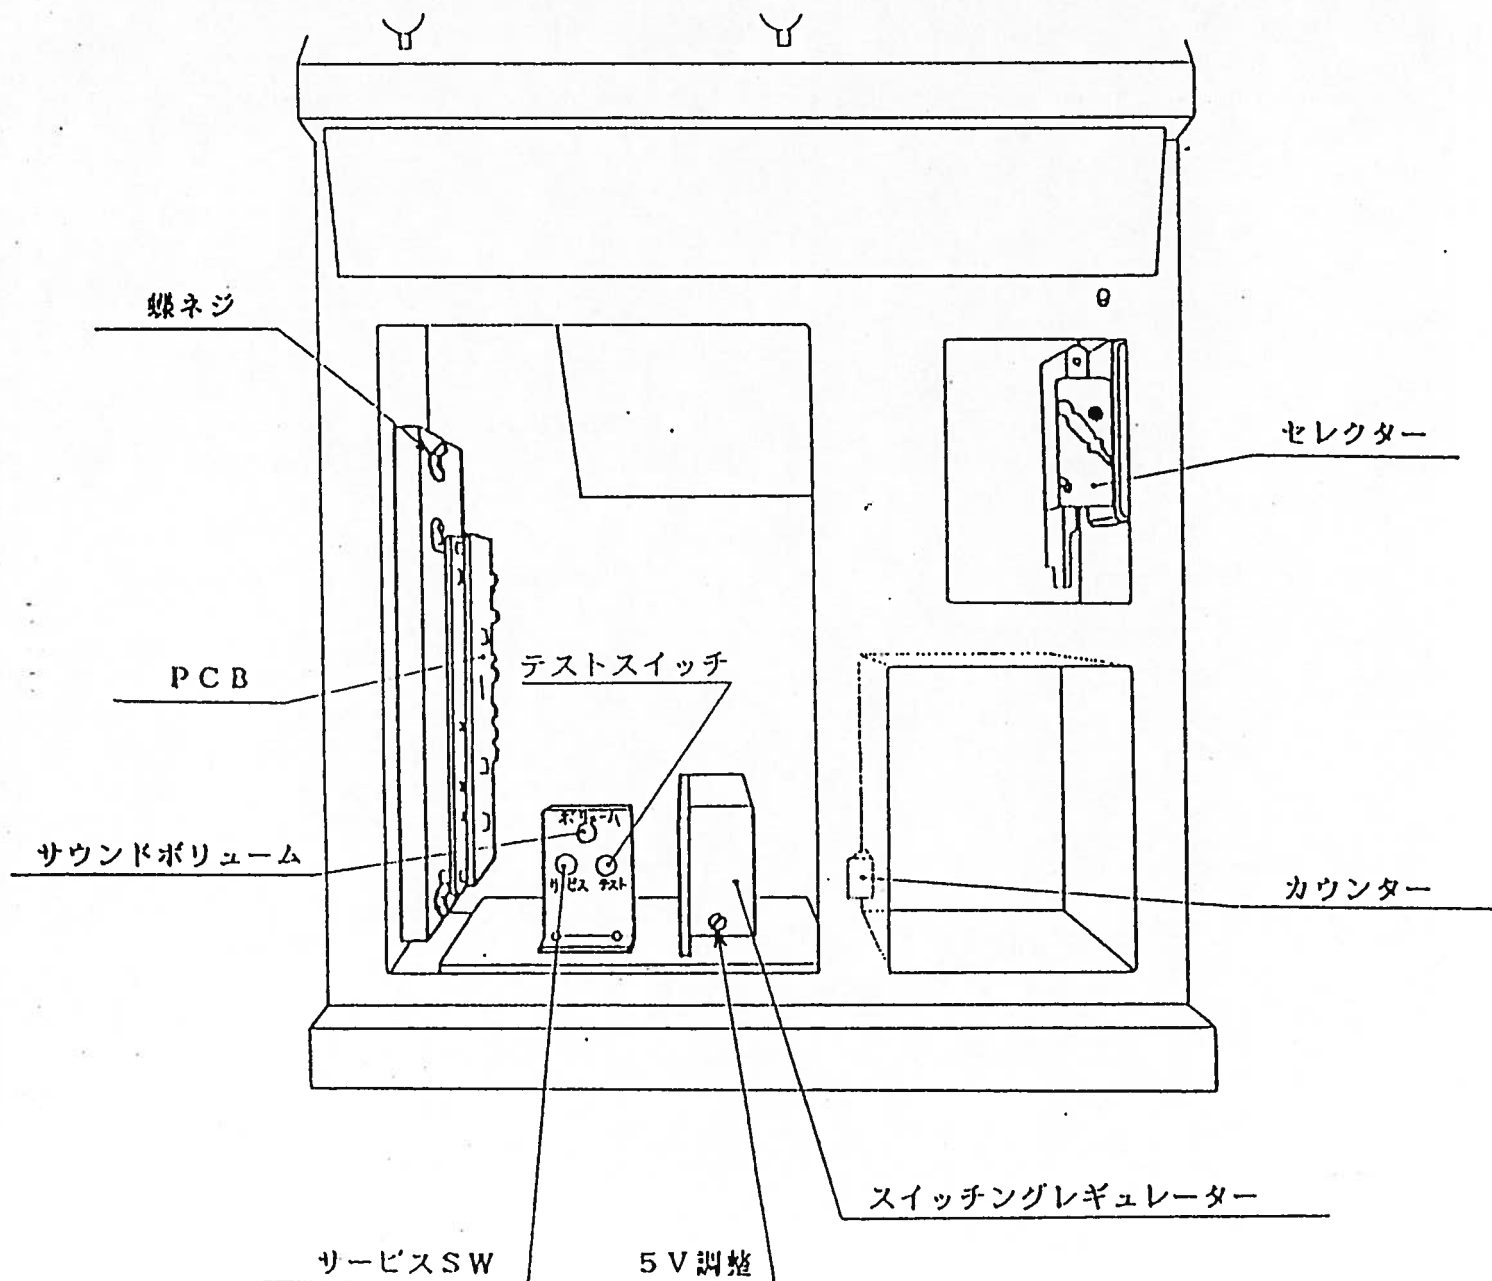 蝶ネジ
セレクター
PCB
テストスイッチ
ボリューム
サービス テスト
サウンドボリューム
カウンター
スイッチングレギュレーター
サービスSW
5V調整